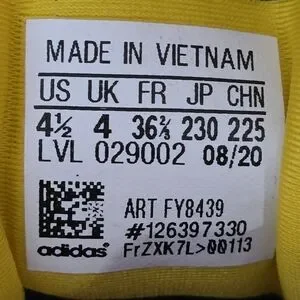 MADE IN VIETNAM
US UK FR JP CHN
4½ 4 36⅔ 230 225
LVL 029002 08/20
ART FY8439
#126397330
adidas FrZXK7L>00113